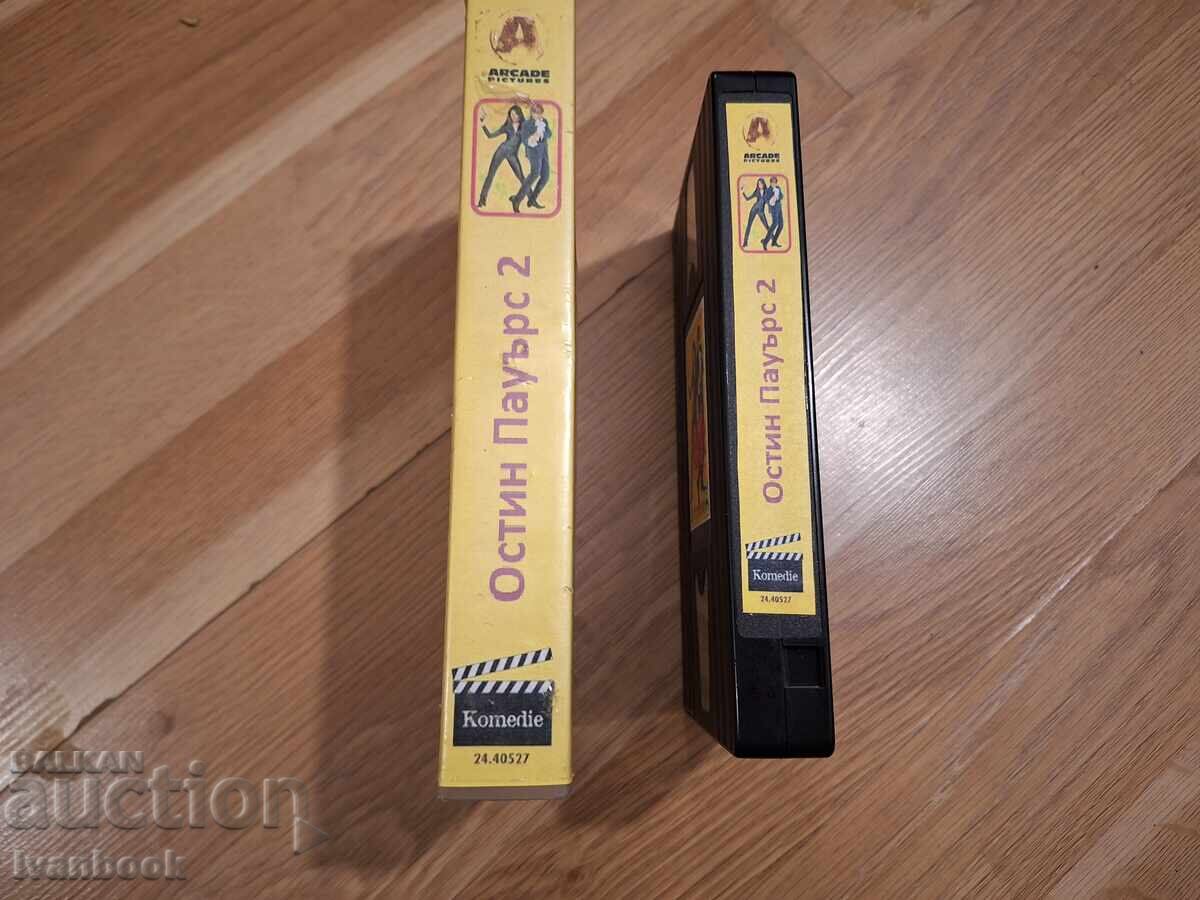 ARCADE
PICTURES
Остин Пауърс 2
Komedie
24.40527
ARCADE
PICTURES
Остин Пауърс 2
Komedie
24.40527
BALKAN
auction
Ivanbook